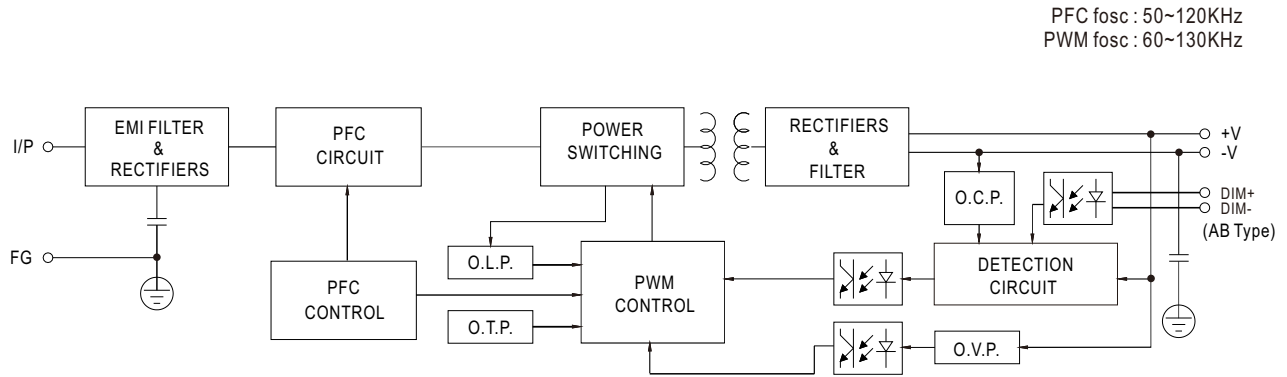 PFC fosc : 50~120KHz
PWM fosc : 60~130KHz
I/P
EMI FILTER
&
RECTIFIERS
PFC
CIRCUIT
POWER
SWITCHING
RECTIFIERS
&
FILTER
+V
-V
O.C.P.
DIM+
DIM-
(AB Type)
FG
O.L.P.
PFC
CONTROL
PWM
CONTROL
DETECTION
CIRCUIT
O.T.P.
O.V.P.